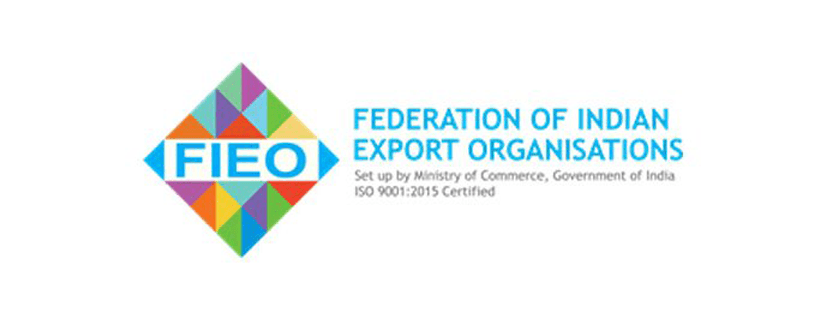 FIEO
FEDERATION OF INDIAN
EXPORT ORGANISATIONS
Set up by Ministry of Commerce, Government of India
ISO 9001:2015 Certified